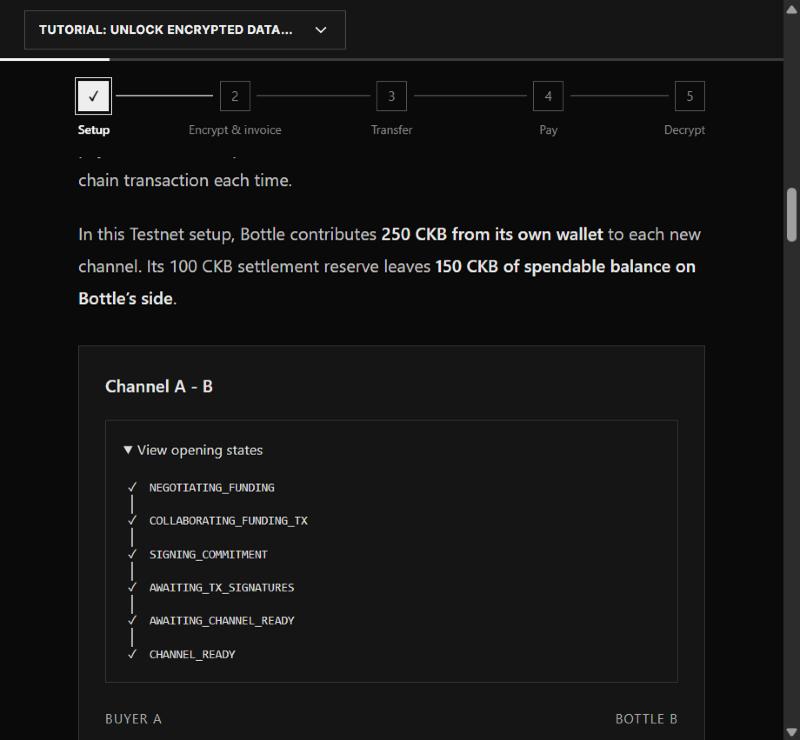 TUTORIAL: UNLOCK ENCRYPTED DATA...
✓ 2 3 4 5
Setup Encrypt & invoice Transfer Pay Decrypt
chain transaction each time.
In this Testnet setup, Bottle contributes 250 CKB from its own wallet to each new
channel. Its 100 CKB settlement reserve leaves 150 CKB of spendable balance on
Bottle's side.
Channel A - B
▼ View opening states
✓ NEGOTIATING_FUNDING
✓ COLLABORATING_FUNDING_TX
✓ SIGNING_COMMITMENT
✓ AWAITING_TX_SIGNATURES
✓ AWAITING_CHANNEL_READY
✓ CHANNEL_READY
BUYER A BOTTLE B